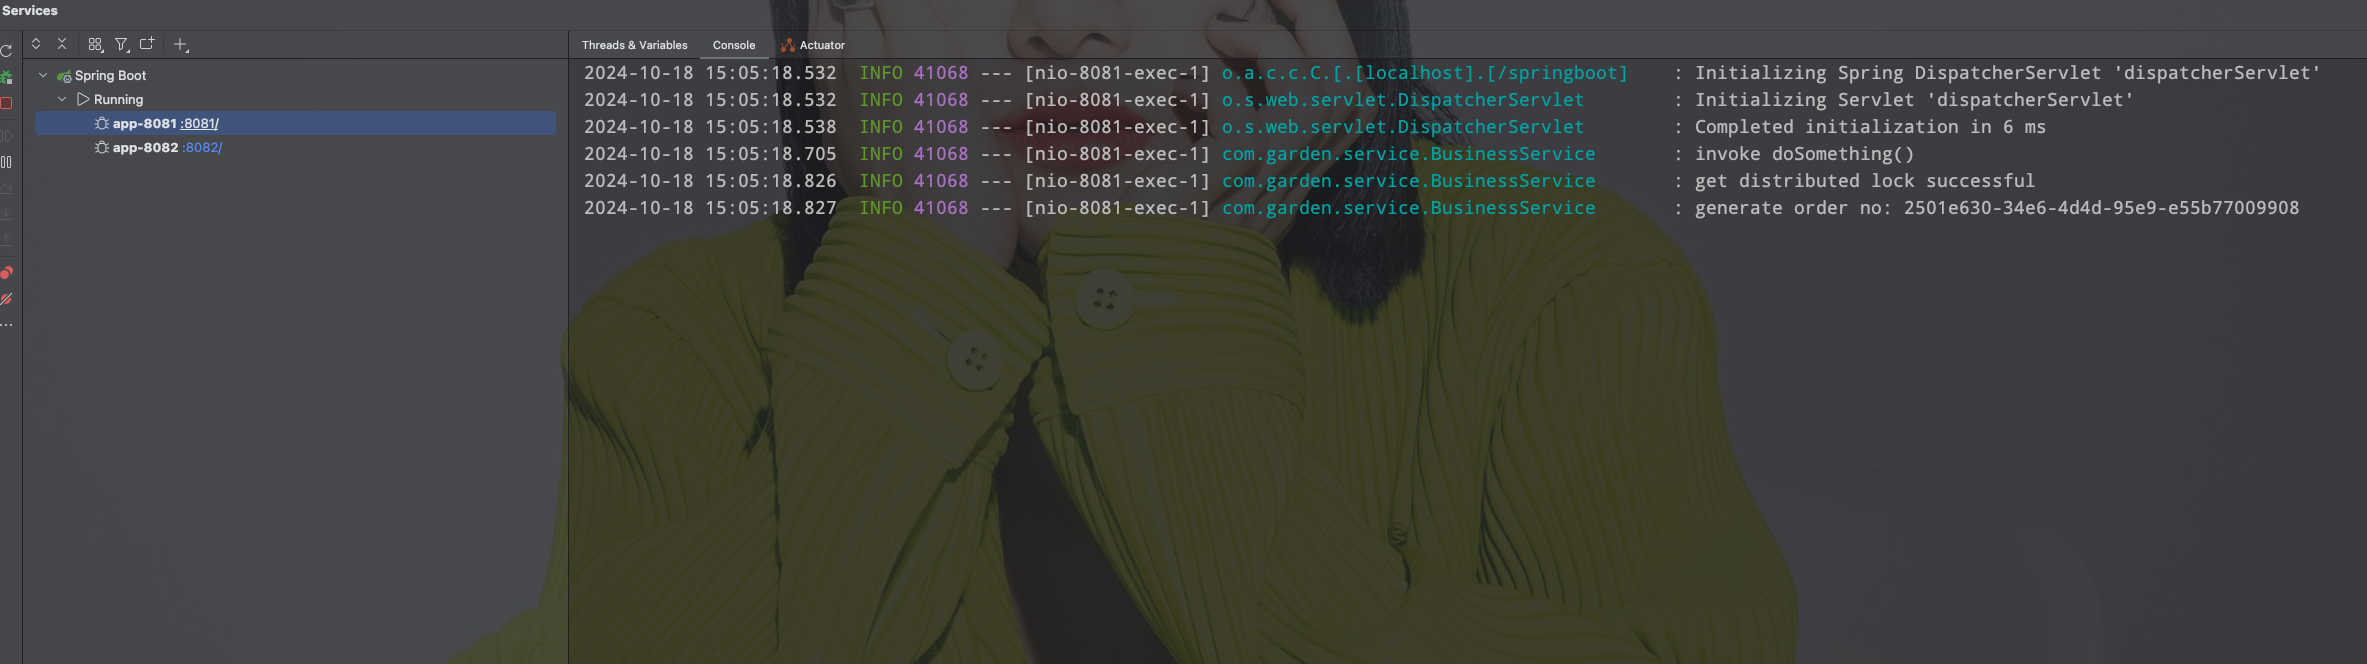 Services
Threads & Variables Console Actuator
Spring Boot
Running
app-8081 :8081/
app-8082 :8082/
2024-10-18 15:05:18.532 INFO 41068 --- [nio-8081-exec-1] o.a.c.c.C.[.[localhost].[/springboot] : Initializing Spring DispatcherServlet 'dispatcherServlet'
2024-10-18 15:05:18.532 INFO 41068 --- [nio-8081-exec-1] o.s.web.servlet.DispatcherServlet : Initializing Servlet 'dispatcherServlet'
2024-10-18 15:05:18.538 INFO 41068 --- [nio-8081-exec-1] o.s.web.servlet.DispatcherServlet : Completed initialization in 6 ms
2024-10-18 15:05:18.705 INFO 41068 --- [nio-8081-exec-1] com.garden.service.BusinessService : invoke doSomething()
2024-10-18 15:05:18.826 INFO 41068 --- [nio-8081-exec-1] com.garden.service.BusinessService : get distributed lock successful
2024-10-18 15:05:18.827 INFO 41068 --- [nio-8081-exec-1] com.garden.service.BusinessService : generate order no: 2501e630-34e6-4d4d-95e9-e55b77009908